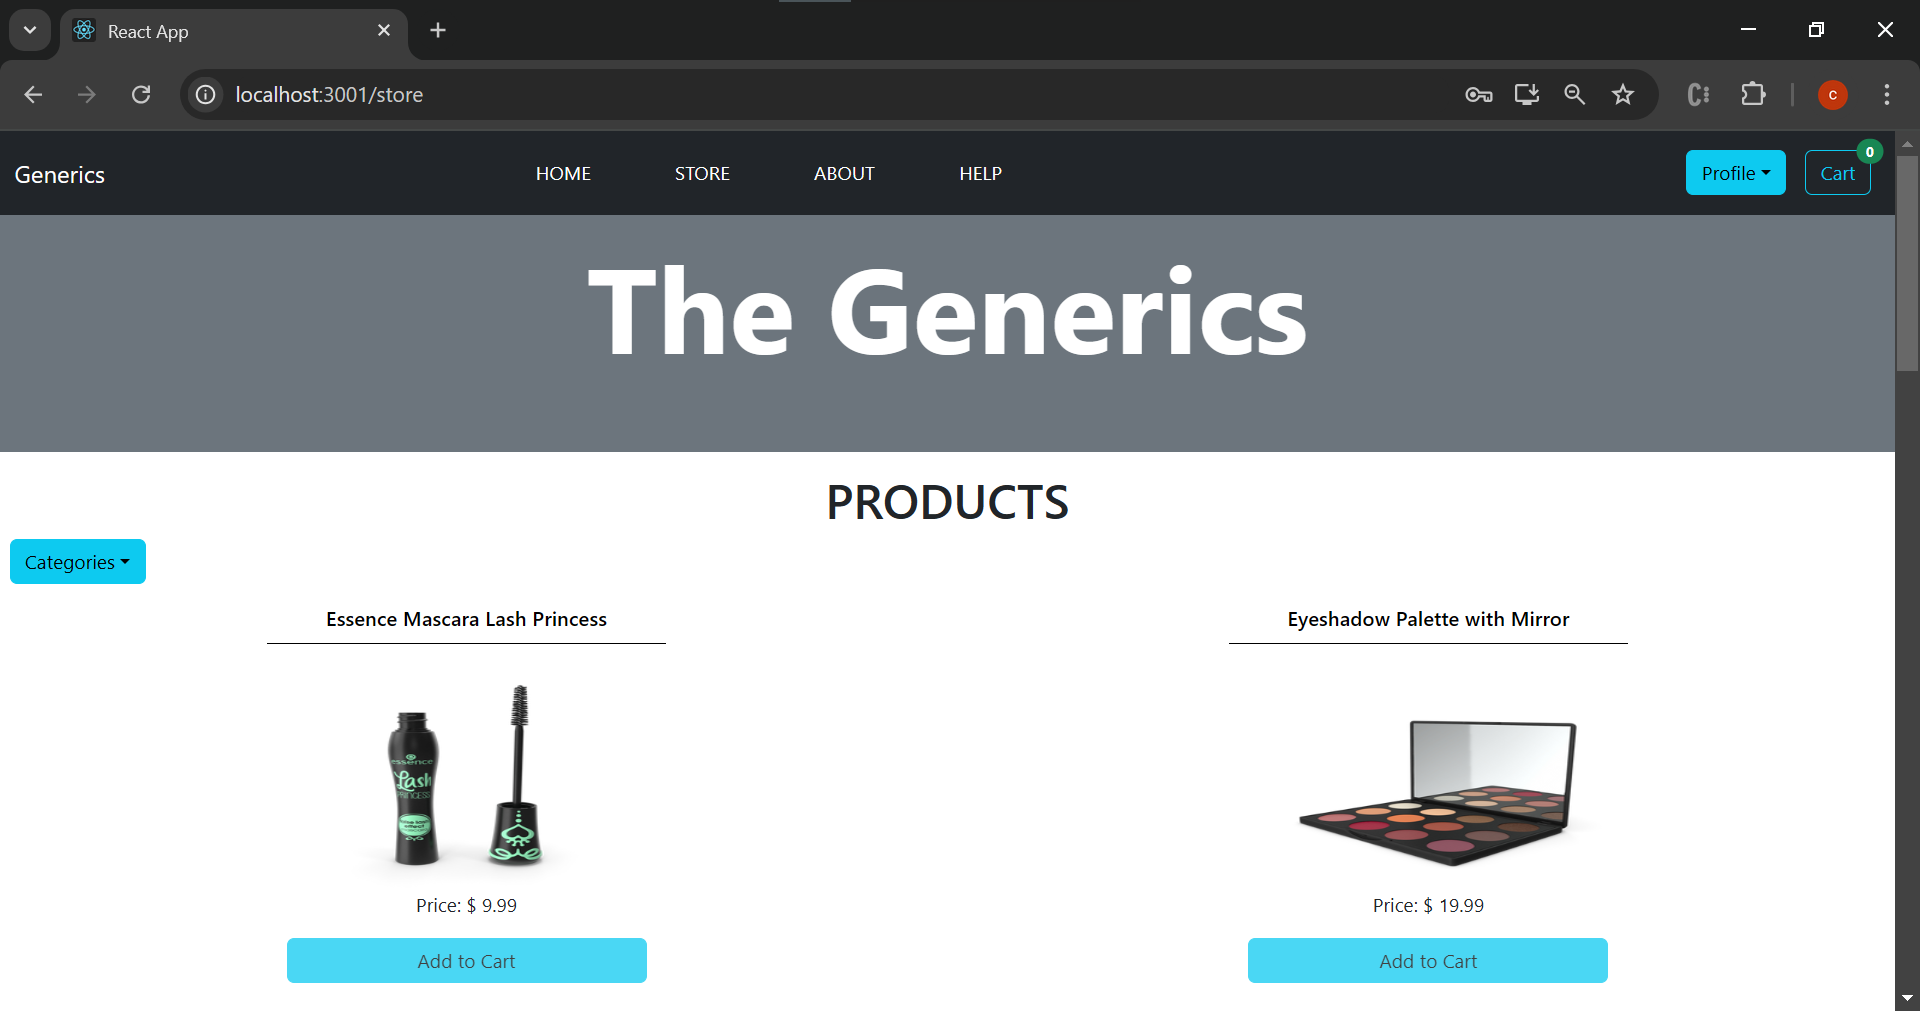 React App
localhost:3001/store
C
Generics
HOME
STORE
ABOUT
HELP
Profile
Cart
0
The Generics
PRODUCTS
Categories
Essence Mascara Lash Princess
Eyeshadow Palette with Mirror
essence
Lash
PRINCESS
Price: $ 9.99
Price: $ 19.99
Add to Cart
Add to Cart